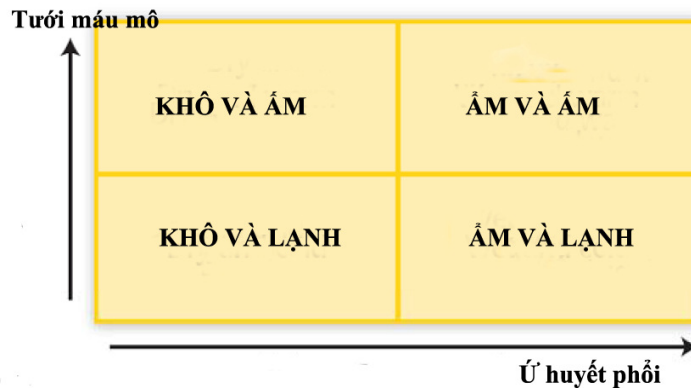 Tưới máu mô
KHÔ VÀ ẤM
ẨM VÀ ẤM
KHÔ VÀ LẠNH
ẨM VÀ LẠNH
Ứ huyết phổi